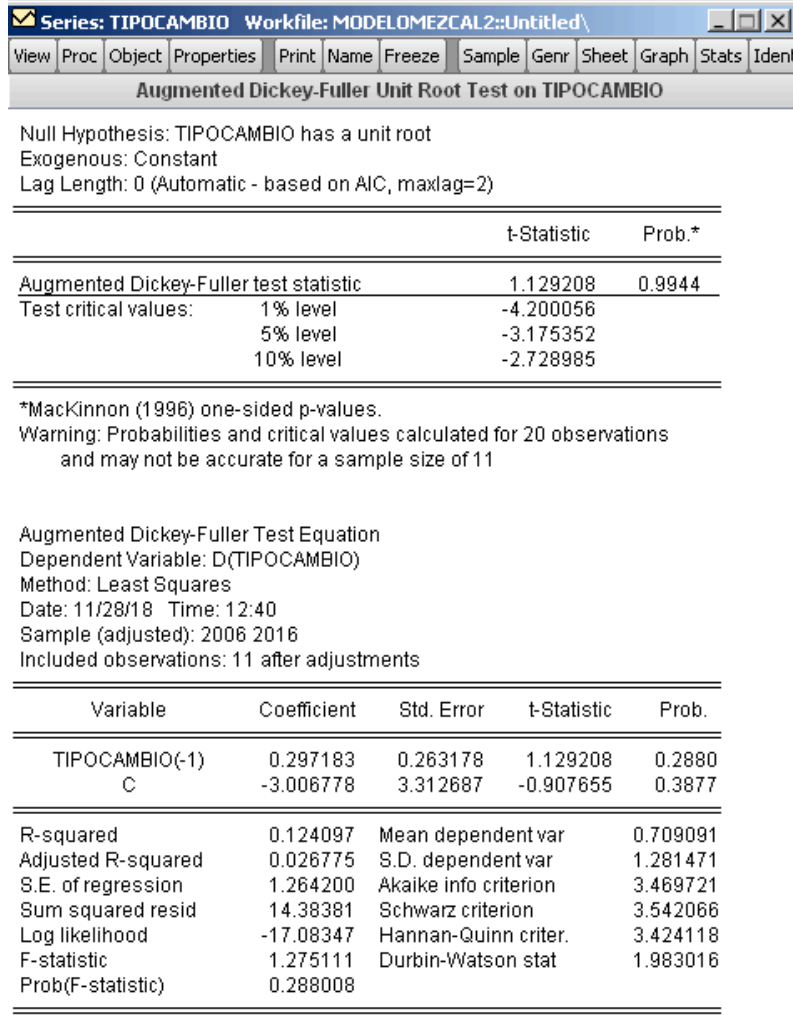 Series: TIPOCAMBIO Workfile: MODELOMEZCAL2::Untitled\
View Proc Object Properties Print Name Freeze Sample Genr Sheet Graph Stats Ident
Augmented Dickey-Fuller Unit Root Test on TIPOCAMBIO
Null Hypothesis: TIPOCAMBIO has a unit root
Exogenous: Constant
Lag Length: 0 (Automatic - based on AIC, maxlag=2)
t-Statistic Prob.*
Augmented Dickey-Fuller test statistic 1.129208 0.9944
Test critical values: 1% level -4.200056
5% level -3.175352
10% level -2.728985
*MacKinnon (1996) one-sided p-values.
Warning: Probabilities and critical values calculated for 20 observations
and may not be accurate for a sample size of 11
Augmented Dickey-Fuller Test Equation
Dependent Variable: D(TIPOCAMBIO)
Method: Least Squares
Date: 11/28/18 Time: 12:40
Sample (adjusted): 2006 2016
Included observations: 11 after adjustments
Variable Coefficient Std. Error t-Statistic Prob.
TIPOCAMBIO(-1) 0.297183 0.263178 1.129208 0.2880
C -3.006778 3.312687 -0.907655 0.3877
R-squared 0.124097 Mean dependent var 0.709091
Adjusted R-squared 0.026775 S.D. dependent var 1.281471
S.E. of regression 1.264200 Akaike info criterion 3.469721
Sum squared resid 14.38381 Schwarz criterion 3.542066
Log likelihood -17.08347 Hannan-Quinn criter. 3.424118
F-statistic 1.275111 Durbin-Watson stat 1.983016
Prob(F-statistic) 0.288008